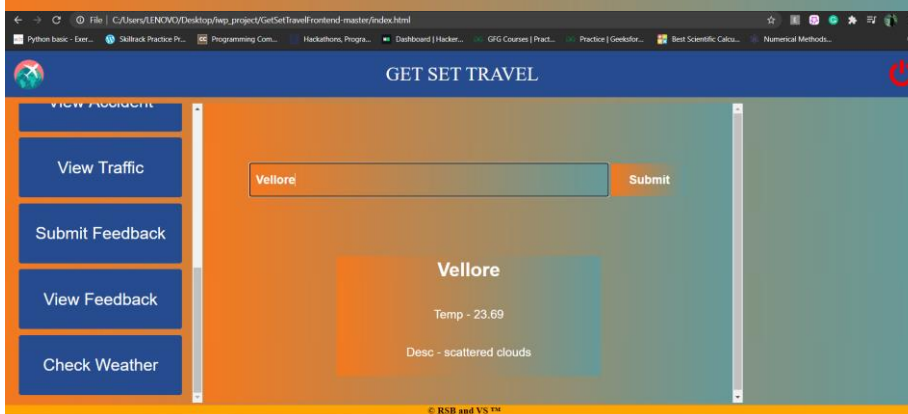 File | C:/Users/LENOVO/Desktop/iwp_project/GetSetTravelFrontend-master/index.html
Python basic - Exer... Skillrack Practice Pr... Programming Com... Hackathons, Progra... Dashboard | Hacker... GFG Courses | Pract... Practice | Geeksfor... Best Scientific Calcu... Numerical Methods...
GET SET TRAVEL
View Accident
View Traffic
Submit Feedback
View Feedback
Check Weather
Vellore
Submit
Vellore
Temp - 23.69
Desc - scattered clouds
© RSB and VS ™